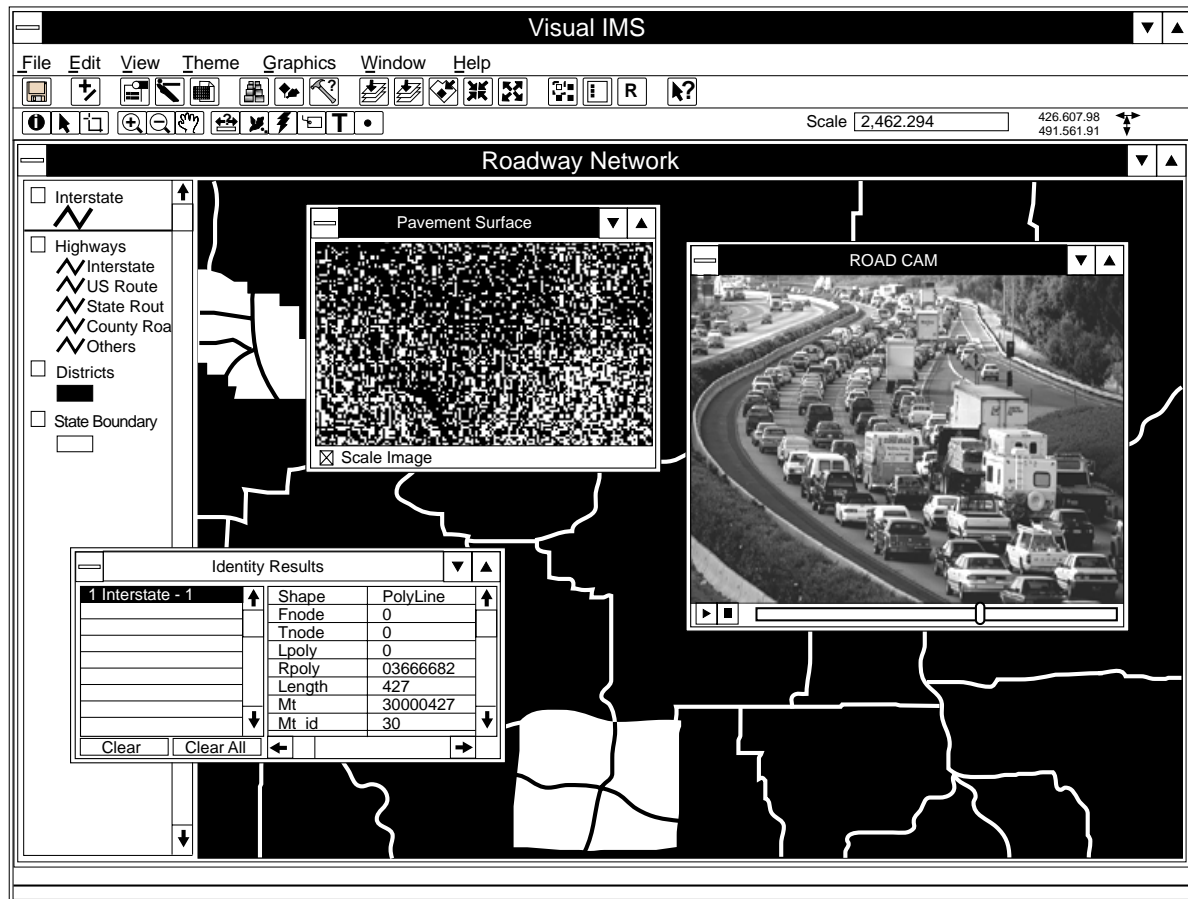 Visual IMS
File Edit View Theme Graphics Window Help
R
?
T
Scale 2,462.294
426.607.98
491.561.91
Roadway Network
Interstate
Highways
Interstate
US Route
State Rout
County Roa
Others
Districts
State Boundary
Pavement Surface
Scale Image
ROAD CAM
Identity Results
1 Interstate - 1
Shape PolyLine
Fnode 0
Tnode 0
Lpoly 0
Rpoly 03666682
Length 427
Mt 30000427
Mt_id 30
Clear Clear All